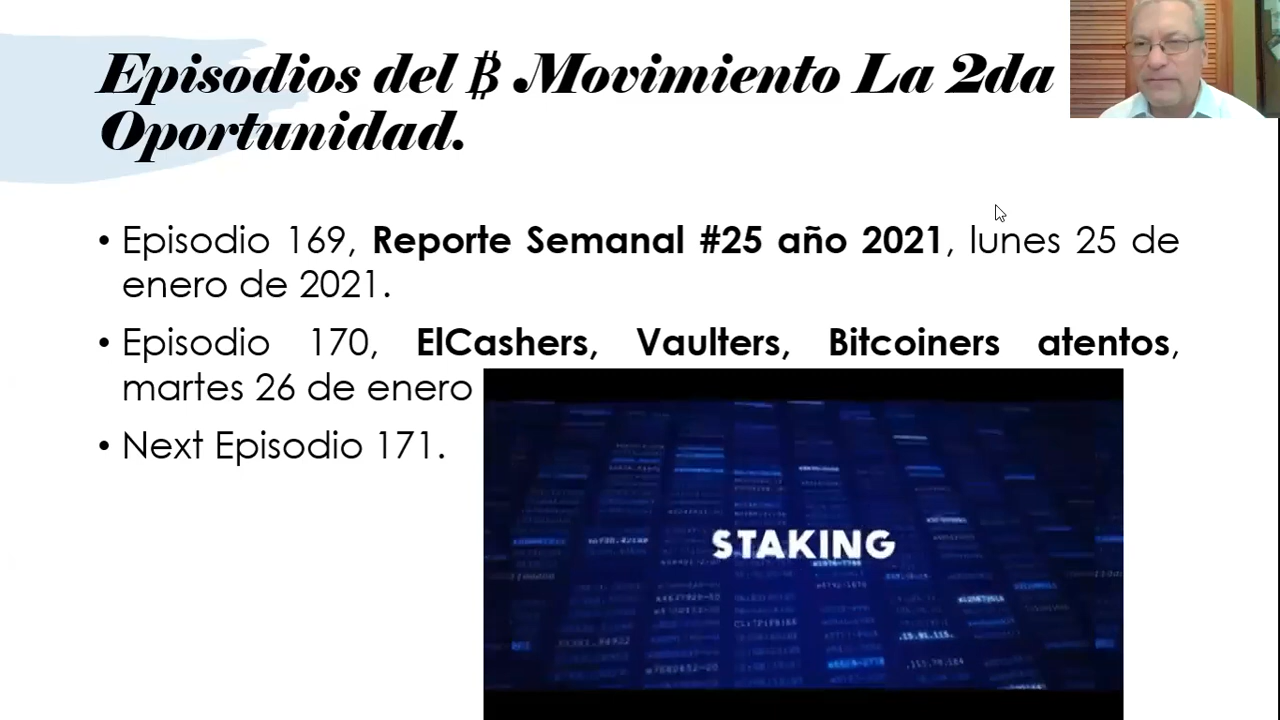 Episodios del ₿ Movimiento La 2da
Oportunidad.
• Episodio 169, Reporte Semanal #25 año 2021, lunes 25 de
enero de 2021.
• Episodio 170, ElCashers, Vaulters, Bitcoiners atentos,
martes 26 de enero
• Next Episodio 171.
STAKING